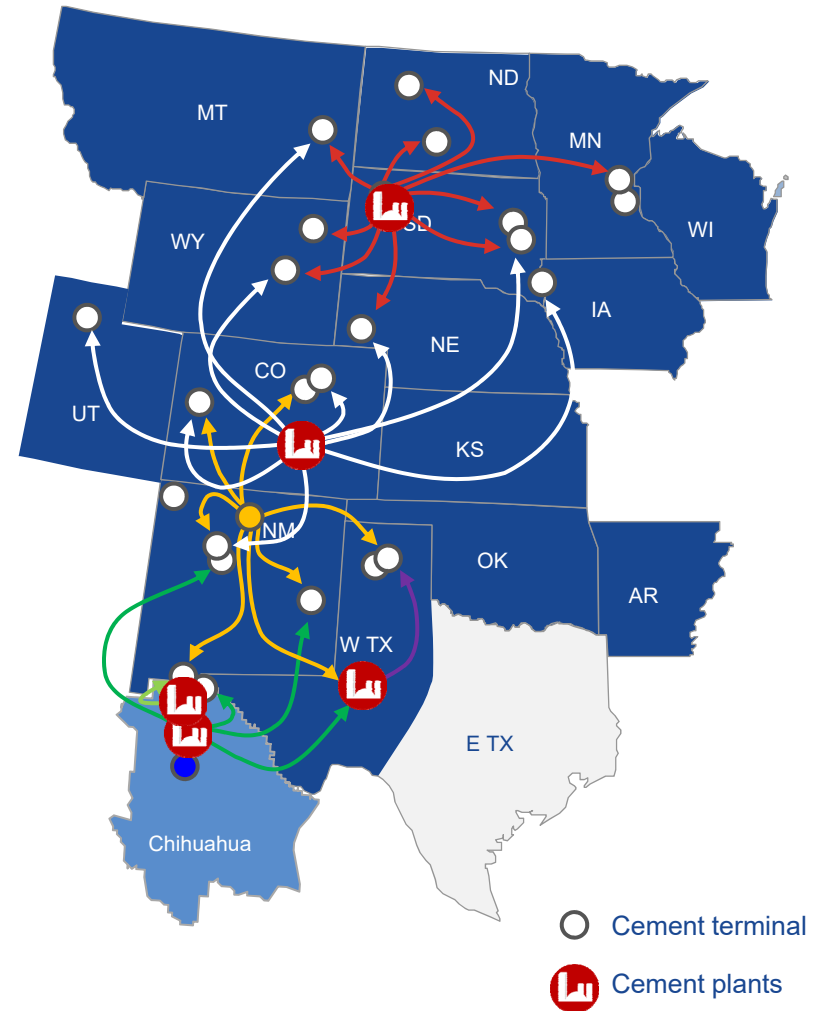 ND
MT
MN
SD
WI
WY
IA
NE
CO
UT
KS
NM
OK
AR
W TX
E TX
Chihuahua
Cement terminal
Cement plants